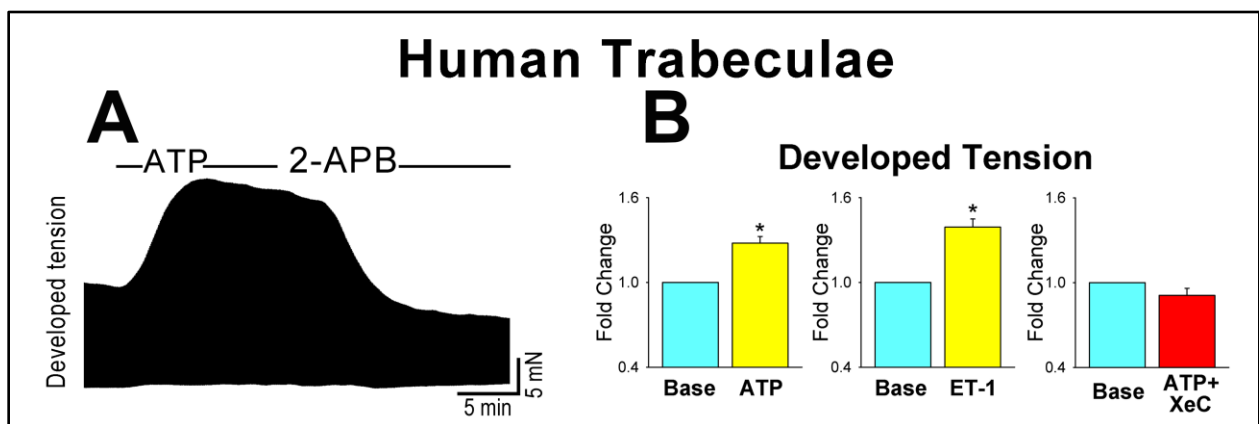 Human Trabeculae
A
ATP 2-APB
Developed tension
5 mN
5 min
B
Developed Tension
Fold Change
1.6
1.0
0.4
*
Base ATP
Fold Change
1.6
1.0
0.4
*
Base ET-1
Fold Change
1.6
1.0
0.4
Base ATP+
XeC